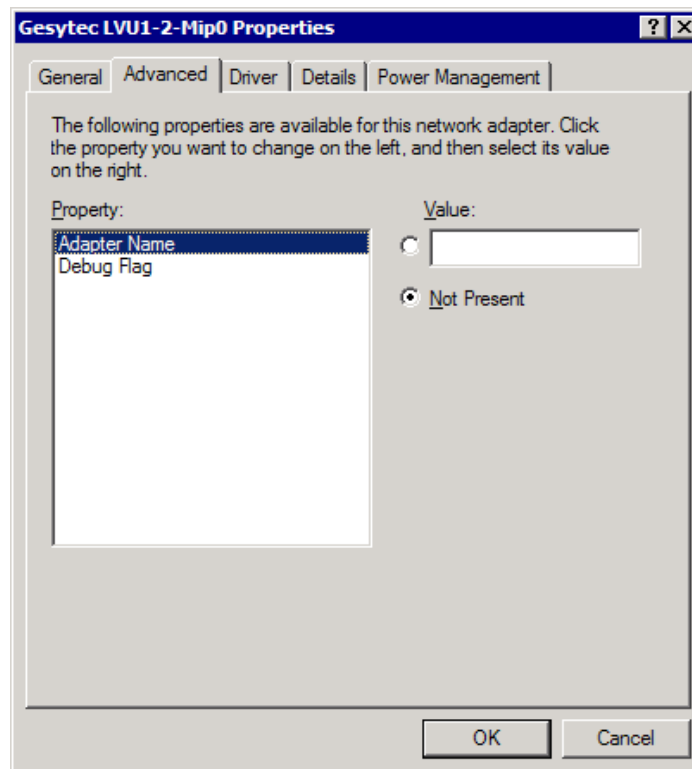 Gesytec LVU1-2-Mip0 Properties
General Advanced Driver Details Power Management
The following properties are available for this network adapter. Click
the property you want to change on the left, and then select its value
on the right.
Property: Value:
Adapter Name
Debug Flag
Not Present
OK Cancel